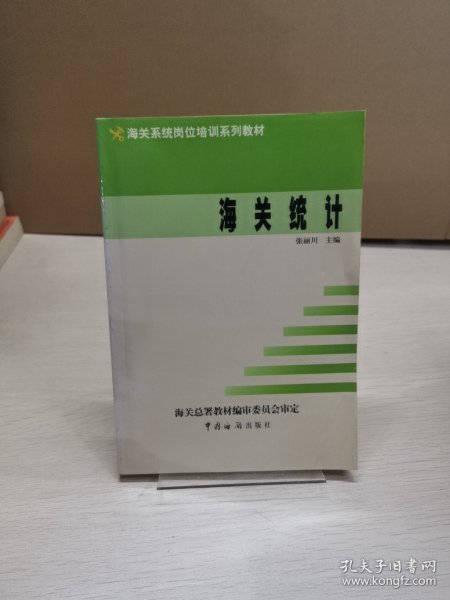 海关系统岗位培训系列教材
海关统计
张丽川 主编
海关总署教材编审委员会审定
中国海关出版社
孔夫子旧书网
www.kongfz.com